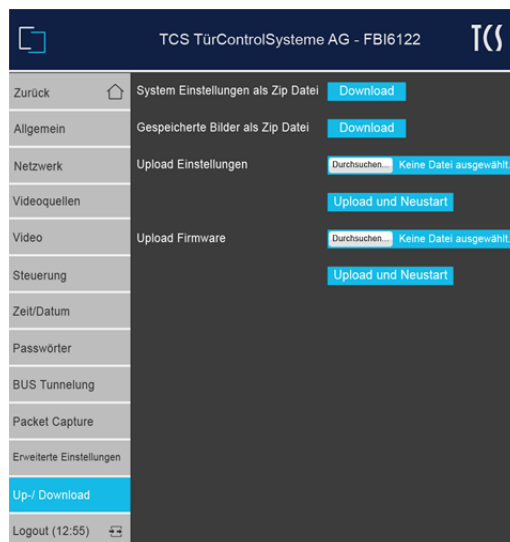 TCS TürControlSysteme AG - FBI6122
TCS
Zurück
Allgemein
Netzwerk
Videoquellen
Video
Steuerung
Zeit/Datum
Passwörter
BUS Tunnelung
Packet Capture
Erweiterte Einstellungen
Up-/ Download
Logout (12:55)
System Einstellungen als Zip Datei Download
Gespeicherte Bilder als Zip Datei Download
Upload Einstellungen Durchsuchen... Keine Datei ausgewählt.
Upload und Neustart
Upload Firmware Durchsuchen... Keine Datei ausgewählt.
Upload und Neustart